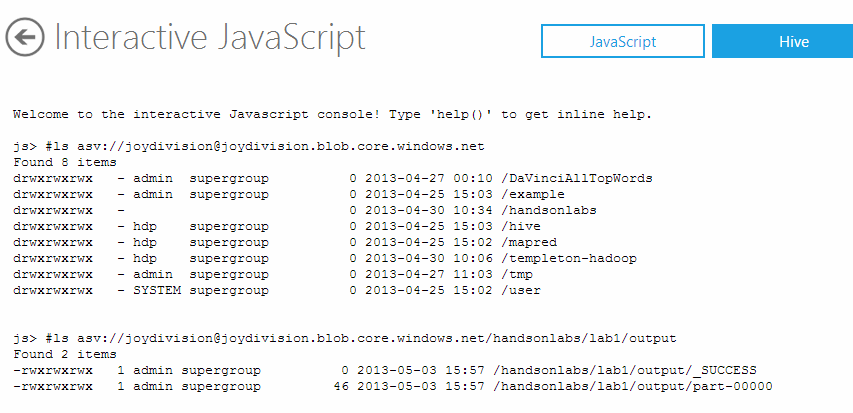 Interactive JavaScript
JavaScript
Hive
Welcome to the interactive Javascript console! Type 'help()' to get inline help.
js> #ls asv://joydivision@joydivision.blob.core.windows.net
Found 8 items
drwxrwxrwx   - admin  supergroup          0 2013-04-27 00:10 /DaVinciAllTopWords
drwxrwxrwx   - admin  supergroup          0 2013-04-25 15:03 /example
drwxrwxrwx   -                            0 2013-04-30 10:34 /handsonlabs
drwxrwxrwx   - hdp    supergroup          0 2013-04-25 15:03 /hive
drwxrwxrwx   - hdp    supergroup          0 2013-04-25 15:02 /mapred
drwxrwxrwx   - hdp    supergroup          0 2013-04-30 10:06 /templeton-hadoop
drwxrwxrwx   - admin  supergroup          0 2013-04-27 11:03 /tmp
drwxrwxrwx   - SYSTEM supergroup          0 2013-04-25 15:02 /user
js> #ls asv://joydivision@joydivision.blob.core.windows.net/handsonlabs/lab1/output
Found 2 items
-rwxrwxrwx   1 admin supergroup          0 2013-05-03 15:57 /handsonlabs/lab1/output/_SUCCESS
-rwxrwxrwx   1 admin supergroup         46 2013-05-03 15:57 /handsonlabs/lab1/output/part-00000